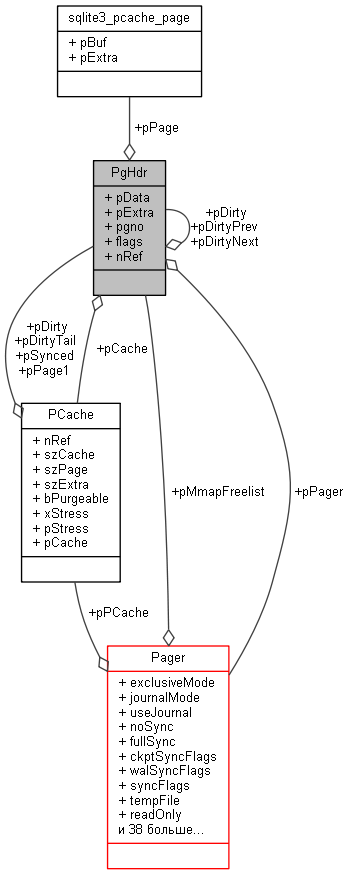 sqlite3_pcache_page
+ pBuf
+ pExtra
+pPage
PgHdr
+ pData
+ pExtra
+ pgno
+ flags
+ nRef
+pDirty
+pDirtyPrev
+pDirtyNext
+pDirty
+pDirtyTail
+pSynced
+pPage1
+pCache
PCache
+ nRef
+ szCache
+ szPage
+ szExtra
+ bPurgeable
+ xStress
+ pStress
+ pCache
+pMmapFreelist
+pPager
+pPCache
Pager
+ exclusiveMode
+ journalMode
+ useJournal
+ noSync
+ fullSync
+ ckptSyncFlags
+ walSyncFlags
+ syncFlags
+ tempFile
+ readOnly
и 38 больше...